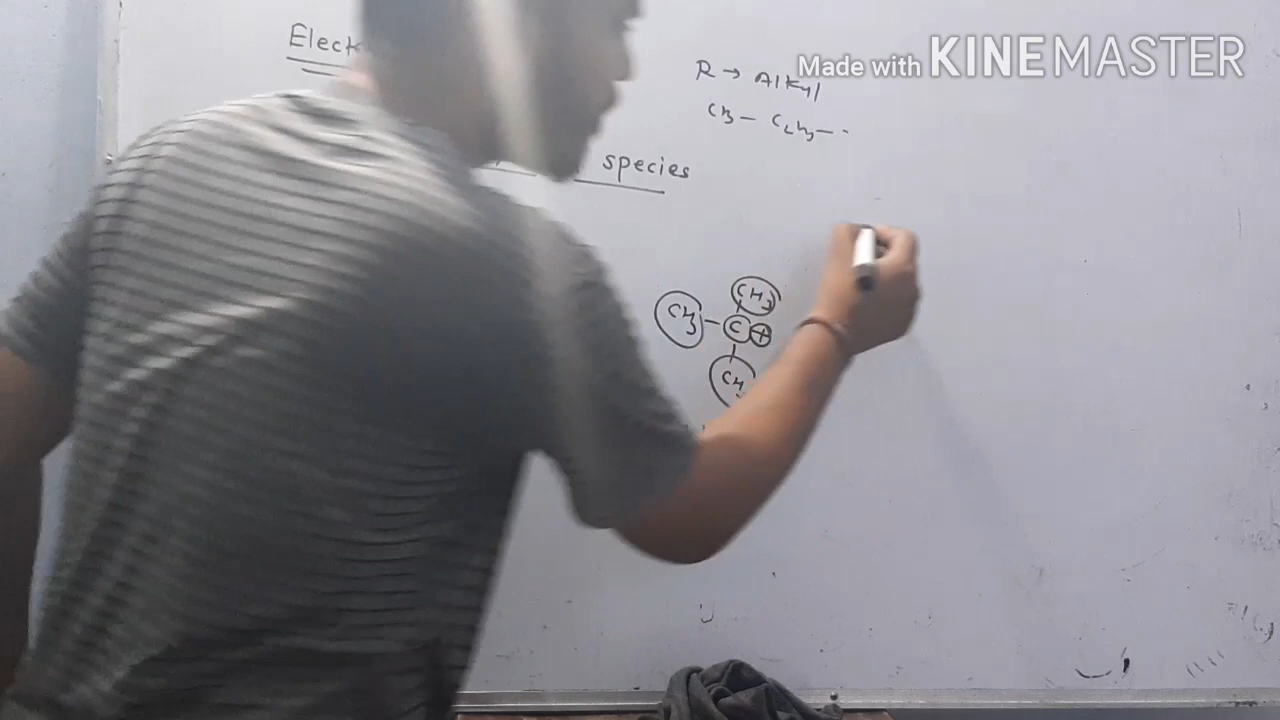 Made with KINEMASTER
R → Alkyl
CH3 — C2H5 — -
species
CH3
CH3 — C +
CH3